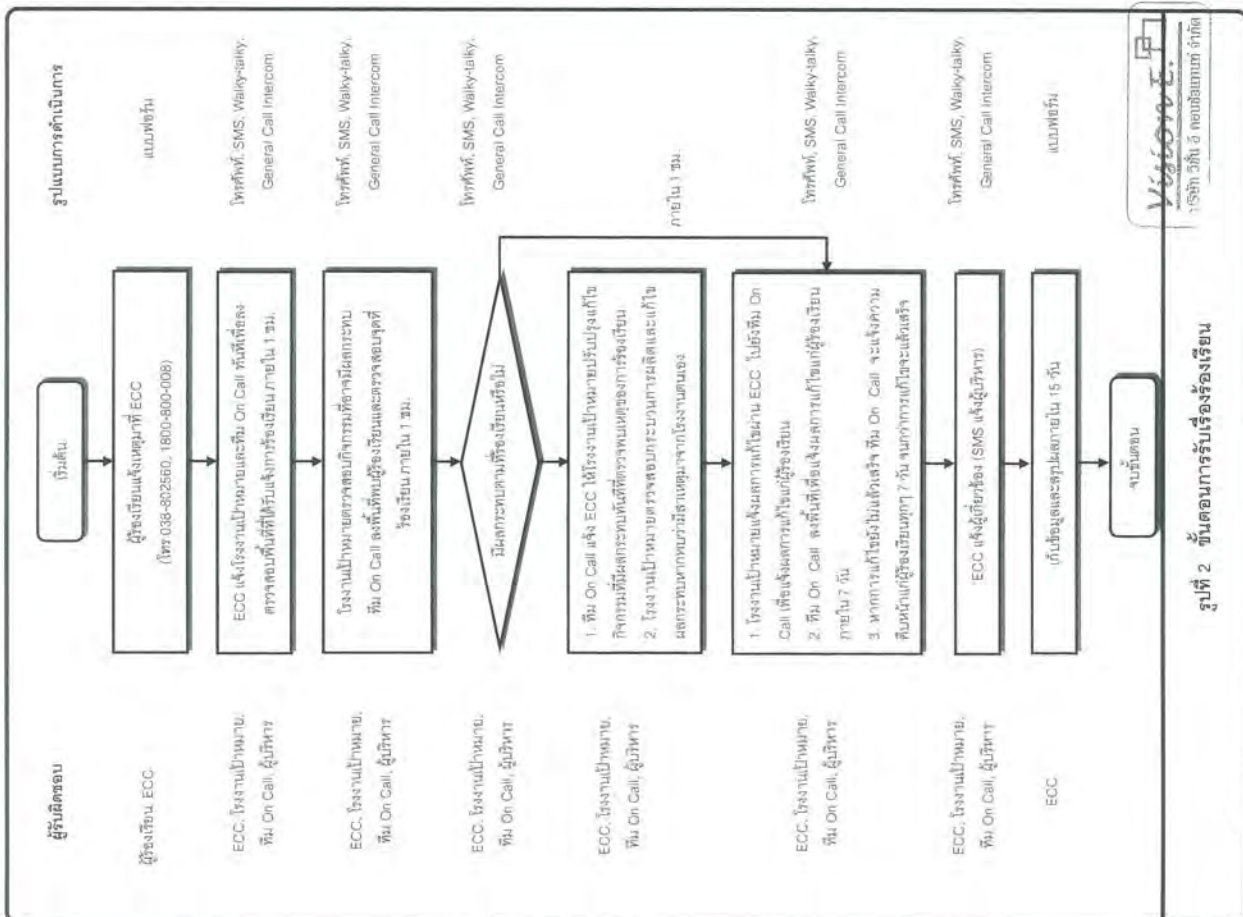 ผู้รับผิดชอบ
รูปแบบการดำเนินการ
เริ่มต้น
ผู้ร้องเรียน, ECC
ผู้ร้องเรียนแจ้งเหตุมาที่ ECC
(โทร 038-802560, 1800-800-008)
แบบฟอร์ม
ECC, โรงงานเป้าหมาย,
ทีม On Call, ผู้บริหาร
ECC แจ้งโรงงานเป้าหมายและทีม On Call ทันทีเพื่อลง
ตรวจสอบพื้นที่ที่ได้รับแจ้งการร้องเรียน ภายใน 1 ชม.
โทรศัพท์, SMS, Walky-talky,
General Call Intercom
ECC, โรงงานเป้าหมาย,
ทีม On Call, ผู้บริหาร
โรงงานเป้าหมายตรวจสอบกิจกรรมที่อาจมีผลกระทบ
ทีม On Call ลงพื้นที่พบผู้ร้องเรียนและตรวจสอบจุดที่
ร้องเรียน ภายใน 1 ชม.
โทรศัพท์, SMS, Walky-talky,
General Call Intercom
ECC, โรงงานเป้าหมาย,
ทีม On Call, ผู้บริหาร
มีผลกระทบตามที่ร้องเรียนหรือไม่
โทรศัพท์, SMS, Walky-talky,
General Call Intercom
ECC, โรงงานเป้าหมาย,
ทีม On Call, ผู้บริหาร
1. ทีม On Call แจ้ง ECC ให้โรงงานเป้าหมายปรับปรุงแก้ไข
กิจกรรมที่มีผลกระทบทันทีที่ตรวจพบเหตุของการร้องเรียน
2. โรงงานเป้าหมายตรวจสอบกระบวนการผลิตและแก้ไข
ผลกระทบหากพบว่ามีสาเหตุมาจากโรงงานตนเอง
ภายใน 1 ชม.
ECC, โรงงานเป้าหมาย,
ทีม On Call, ผู้บริหาร
1. โรงงานเป้าหมายแจ้งผลการแก้ไขผ่าน ECC ไปยังทีม On
Call เพื่อแจ้งผลการแก้ไขแก่ผู้ร้องเรียน
2. ทีม On Call ลงพื้นที่เพื่อแจ้งผลการแก้ไขแก่ผู้ร้องเรียน
ภายใน 7 วัน
3. หากการแก้ไขยังไม่แล้วเสร็จ ทีม On Call จะแจ้งความ
คืบหน้าแก่ผู้ร้องเรียนทุกๆ 7 วัน จนกว่าการแก้ไขจะแล้วเสร็จ
โทรศัพท์, SMS, Walky-talky,
General Call Intercom
ECC, โรงงานเป้าหมาย,
ทีม On Call, ผู้บริหาร
ECC แจ้งผู้เกี่ยวข้อง (SMS แจ้งผู้บริหาร)
โทรศัพท์, SMS, Walky-talky,
General Call Intercom
ECC
เก็บข้อมูลและสรุปผลภายใน 15 วัน
แบบฟอร์ม
จบขั้นตอน
Vision E.
บริษัท วิชั่น อี คอนซัลแทนท์ จำกัด
รูปที่ 2 ขั้นตอนการรับเรื่องร้องเรียน